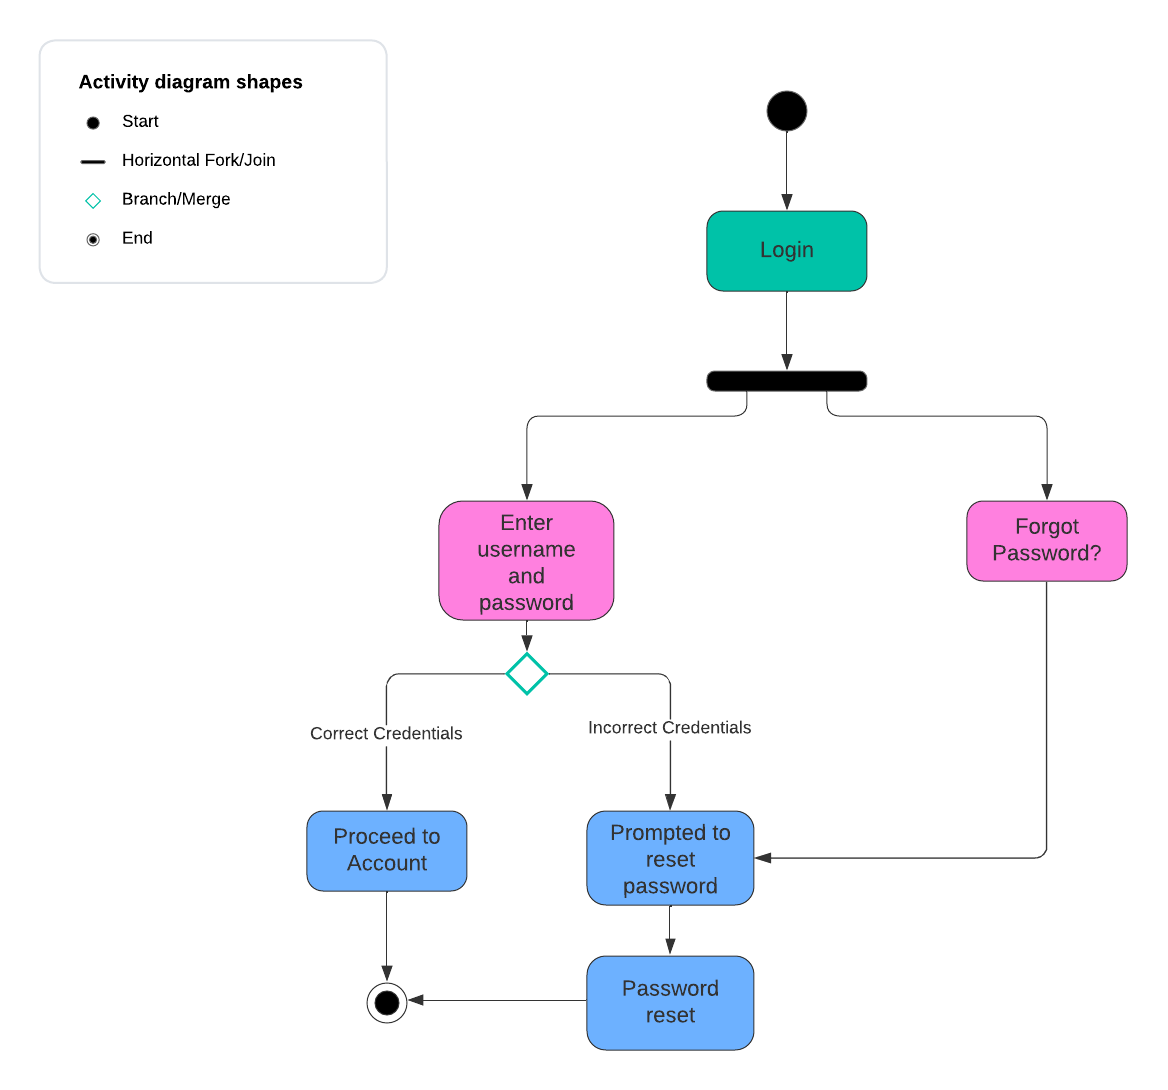 Activity diagram shapes
Start
Horizontal Fork/Join
Branch/Merge
End
Login
Enter
username
and
password
Forgot
Password?
Correct Credentials
Incorrect Credentials
Proceed to
Account
Prompted to
reset
password
Password
reset